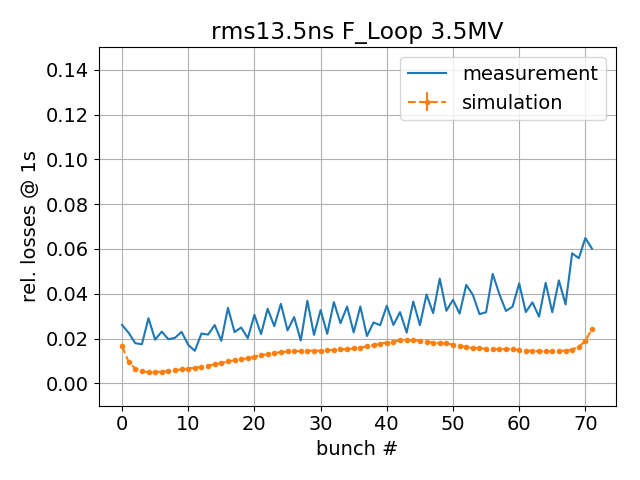 rms13.5ns F_Loop 3.5MV
measurement
simulation
rel. losses @ 1s
0.14
0.12
0.10
0.08
0.06
0.04
0.02
0.00
0 10 20 30 40 50 60 70
bunch #